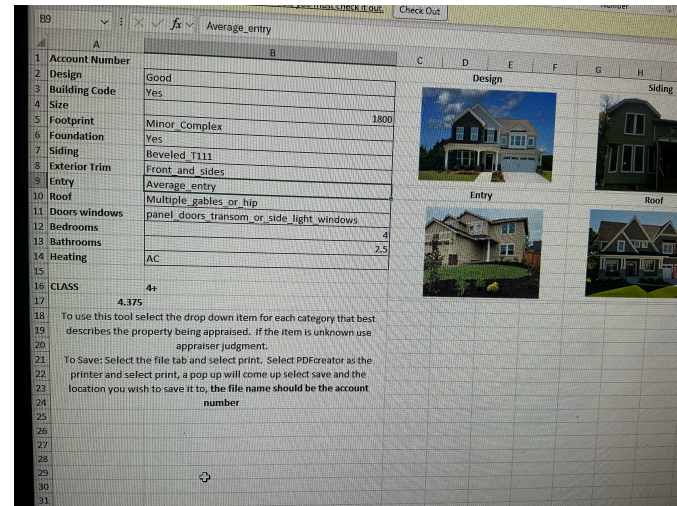 must check it out. Check Out
B9 fx Average_entry
A B C D E F G H
1 Account Number
2 Design Good Design
3 Building Code Yes Siding
4 Size 1800
5 Footprint Minor_Complex
6 Foundation Yes
7 Siding Beveled_T111
8 Exterior Trim Front_and_sides
9 Entry Average_entry
10 Roof Multiple_gables_or_hip Entry Roof
11 Doors windows panel_doors_transom_or_side_light_windows
12 Bedrooms 4
13 Bathrooms 2.5
14 Heating AC
15
16 CLASS 4+
17 4.375
18 To use this tool select the drop down item for each category that best
19 describes the property being appraised. If the item is unknown use
20 appraiser judgment.
21 To Save: Select the file tab and select print. Select PDFcreator as the
22 printer and select print, a pop up will come up select save and the
23 location you wish to save it to, the file name should be the account
24 number
25
26
27
28
29
30
31